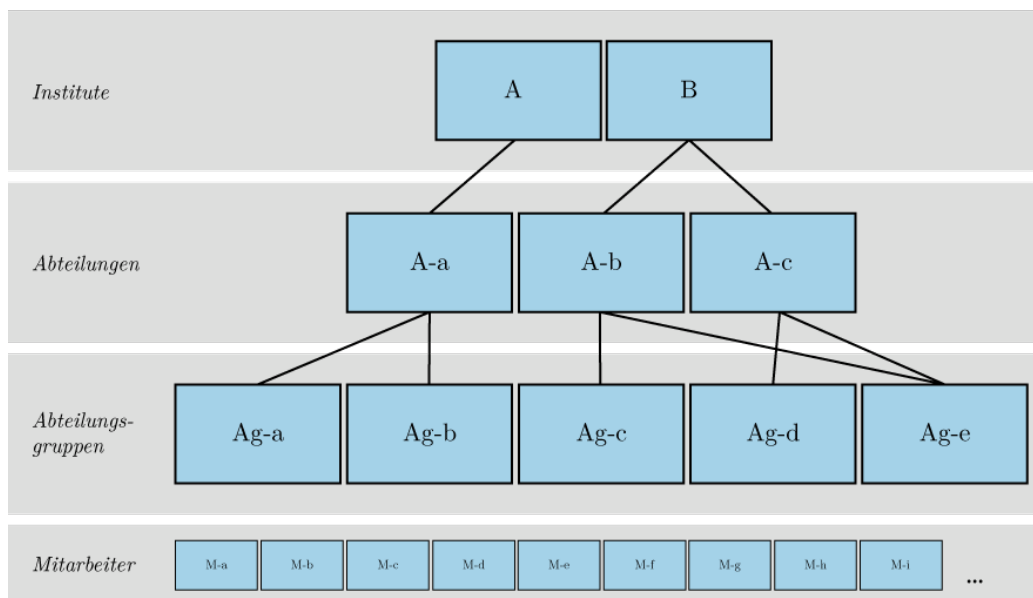 Institute
A
B
Abteilungen
A-a
A-b
A-c
Abteilungs-
gruppen
Ag-a
Ag-b
Ag-c
Ag-d
Ag-e
Mitarbeiter
M-a
M-b
M-c
M-d
M-e
M-f
M-g
M-h
M-i
...